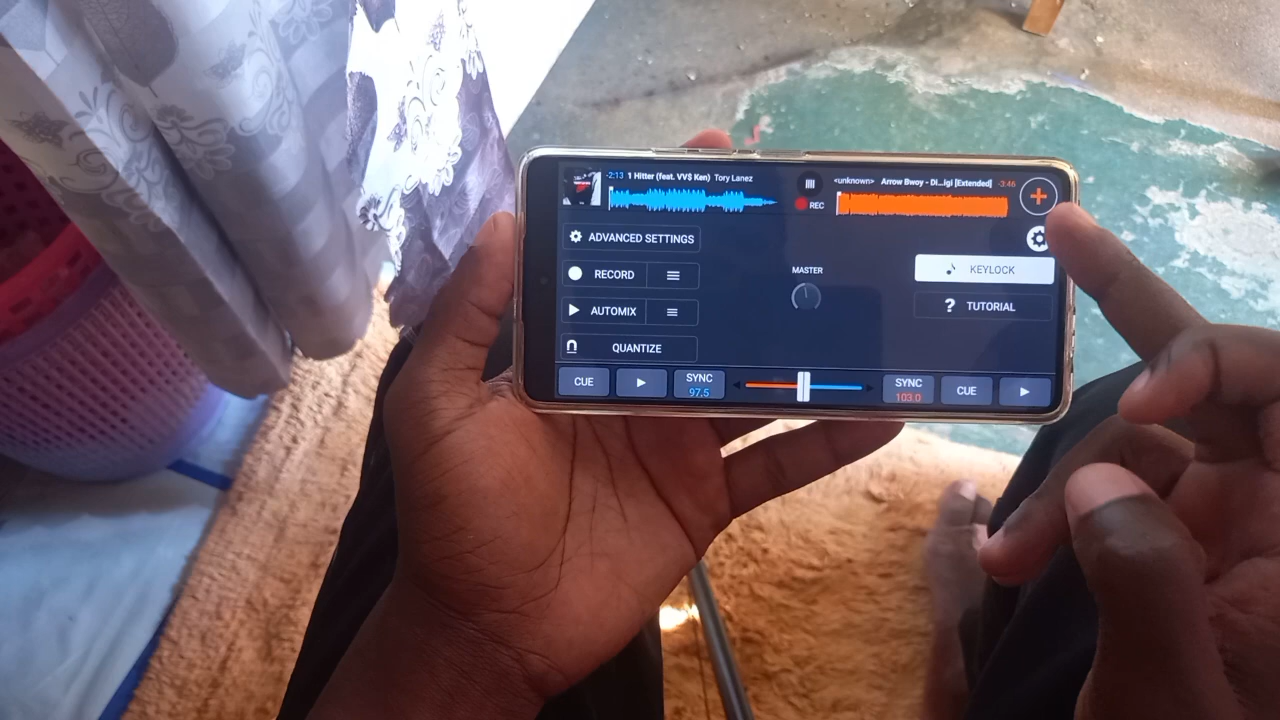 -2:13 1 Hitter (feat. VV$ Ken) Tory Lanez
<unknown> Arrow Bwoy - Di...igi [Extended] -3:46
REC
ADVANCED SETTINGS
RECORD
MASTER
KEYLOCK
AUTOMIX
? TUTORIAL
QUANTIZE
CUE
SYNC
97.5
SYNC
103.0
CUE